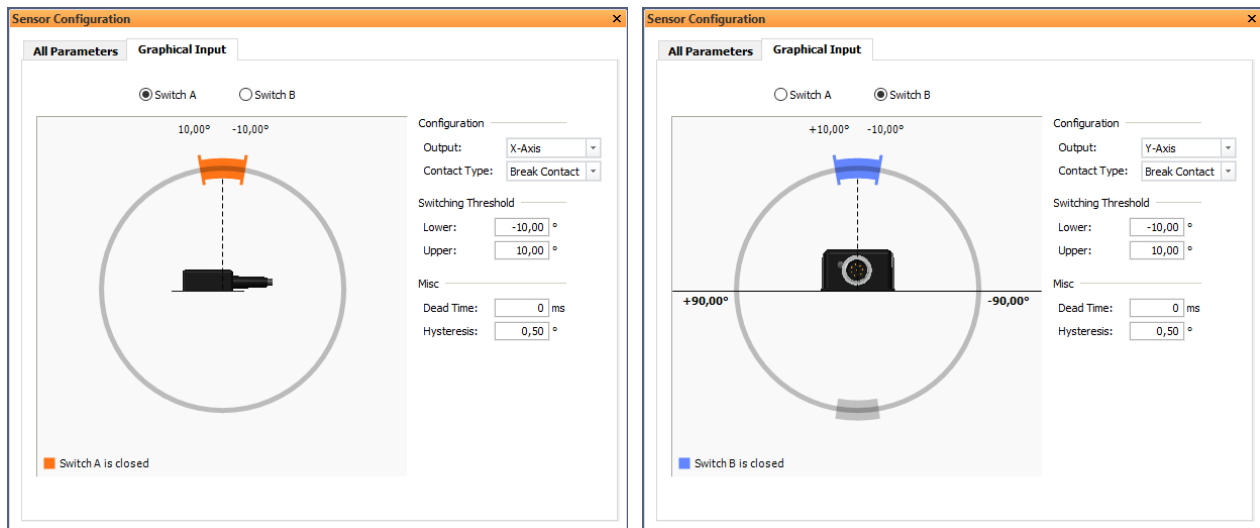 Sensor Configuration ×
All Parameters Graphical Input
Switch A Switch B
10,00° -10,00°
Configuration
Output: X-Axis
Contact Type: Break Contact
Switching Threshold
Lower: -10,00 °
Upper: 10,00 °
Misc
Dead Time: 0 ms
Hysteresis: 0,50 °
Switch A is closed
Sensor Configuration ×
All Parameters Graphical Input
Switch A Switch B
+10,00° -10,00°
Configuration
Output: Y-Axis
Contact Type: Break Contact
Switching Threshold
Lower: -10,00 °
Upper: 10,00 °
Misc
+90,00° -90,00°
Dead Time: 0 ms
Hysteresis: 0,50 °
Switch B is closed